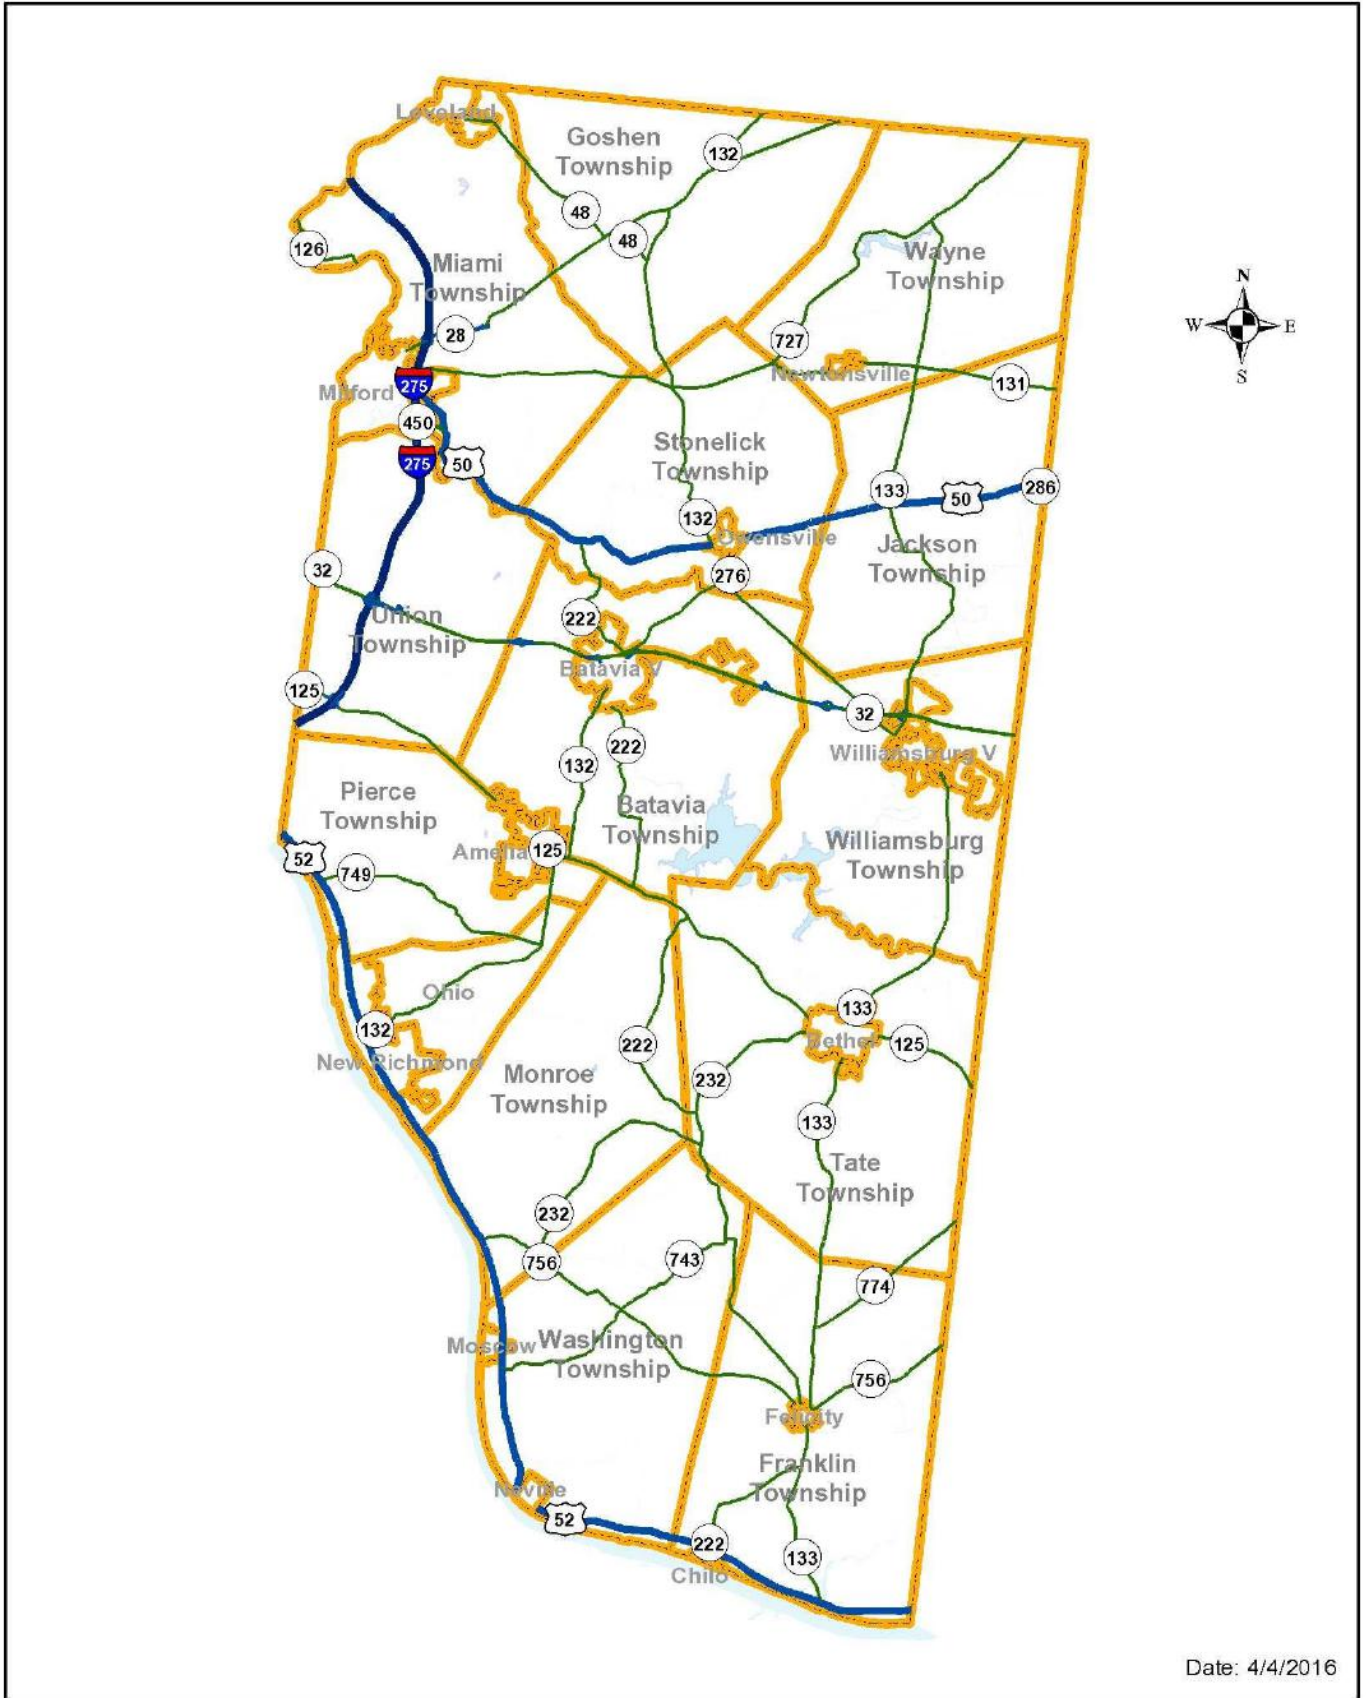 Loveland
Goshen
Township
132
48
48
126
Miami
Township
Wayne
Township
N
W
E
S
28
727
Newtonsville
131
275
Milford
450
275
50
Stonelick
Township
133
50
286
132
Owensville
Jackson
Township
32
276
222
Union
Township
Batavia V
125
32
132
222
Williamsburg V
Pierce
Township
Batavia
Township
Williamsburg
Township
52
749
Amelia
125
Ohio
132
New Richmond
133
Bethel
125
222
232
Monroe
Township
133
Tate
Township
232
756
743
774
Moscow
Washington
Township
756
Felicity
Franklin
Township
Neville
52
222
133
Chilo
Date: 4/4/2016